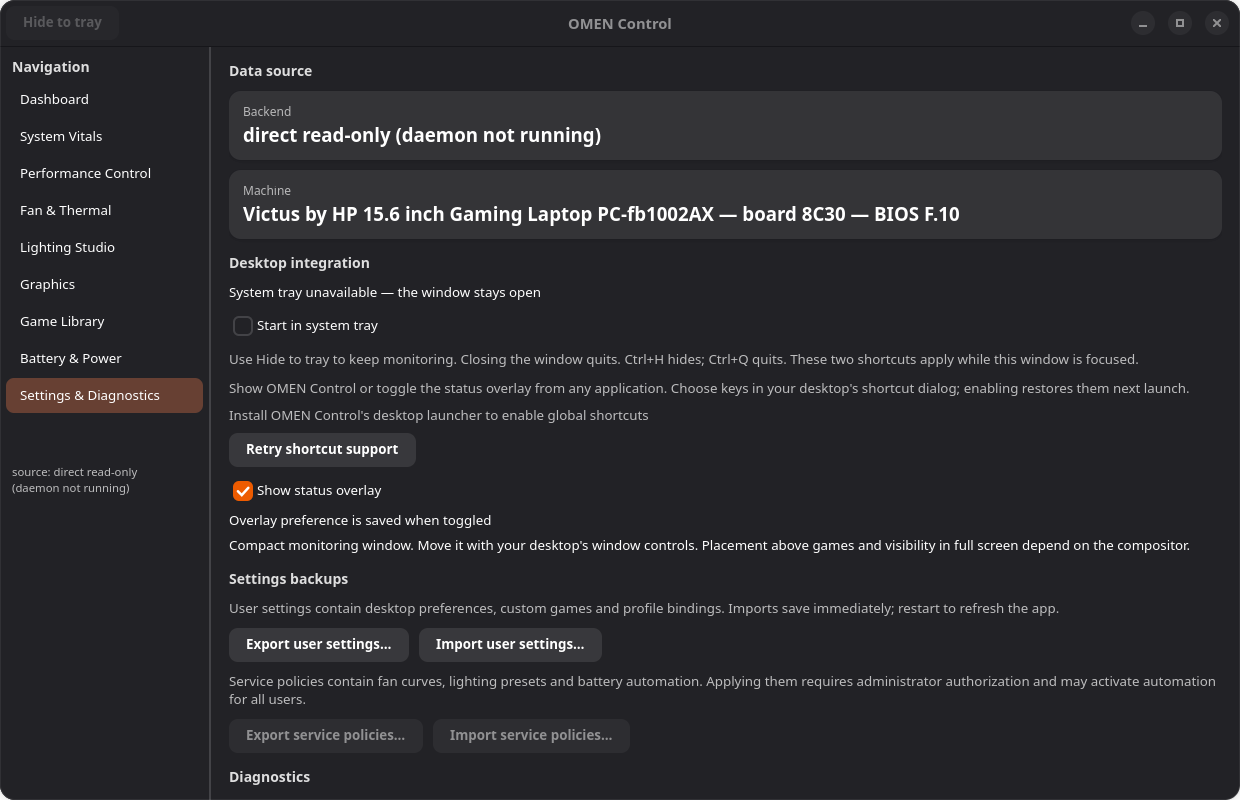 Hide to tray
OMEN Control
Navigation
Dashboard
System Vitals
Performance Control
Fan & Thermal
Lighting Studio
Graphics
Game Library
Battery & Power
Settings & Diagnostics
source: direct read-only
(daemon not running)
Data source
Backend
direct read-only (daemon not running)
Machine
Victus by HP 15.6 inch Gaming Laptop PC-fb1002AX — board 8C30 — BIOS F.10
Desktop integration
System tray unavailable — the window stays open
Start in system tray
Use Hide to tray to keep monitoring. Closing the window quits. Ctrl+H hides; Ctrl+Q quits. These two shortcuts apply while this window is focused.
Show OMEN Control or toggle the status overlay from any application. Choose keys in your desktop's shortcut dialog; enabling restores them next launch.
Install OMEN Control's desktop launcher to enable global shortcuts
Retry shortcut support
Show status overlay
Overlay preference is saved when toggled
Compact monitoring window. Move it with your desktop's window controls. Placement above games and visibility in full screen depend on the compositor.
Settings backups
User settings contain desktop preferences, custom games and profile bindings. Imports save immediately; restart to refresh the app.
Export user settings...
Import user settings...
Service policies contain fan curves, lighting presets and battery automation. Applying them requires administrator authorization and may activate automation
for all users.
Export service policies...
Import service policies...
Diagnostics